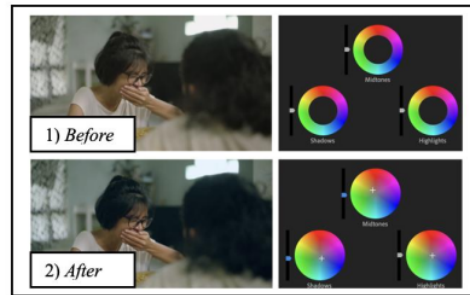 Midtones
Shadows
Highlights
1) Before
Midtones
Shadows
Highlights
2) After